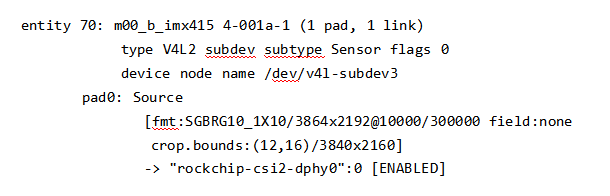 entity 70: m00_b_imx415 4-001a-1 (1 pad, 1 link)
type V4L2 subdev subtype Sensor flags 0
device node name /dev/v4l-subdev3
pad0: Source
[fmt:SGBRG10_1X10/3864x2192@10000/300000 field:none
crop.bounds:(12,16)/3840x2160]
-> "rockchip-csi2-dphy0":0 [ENABLED]